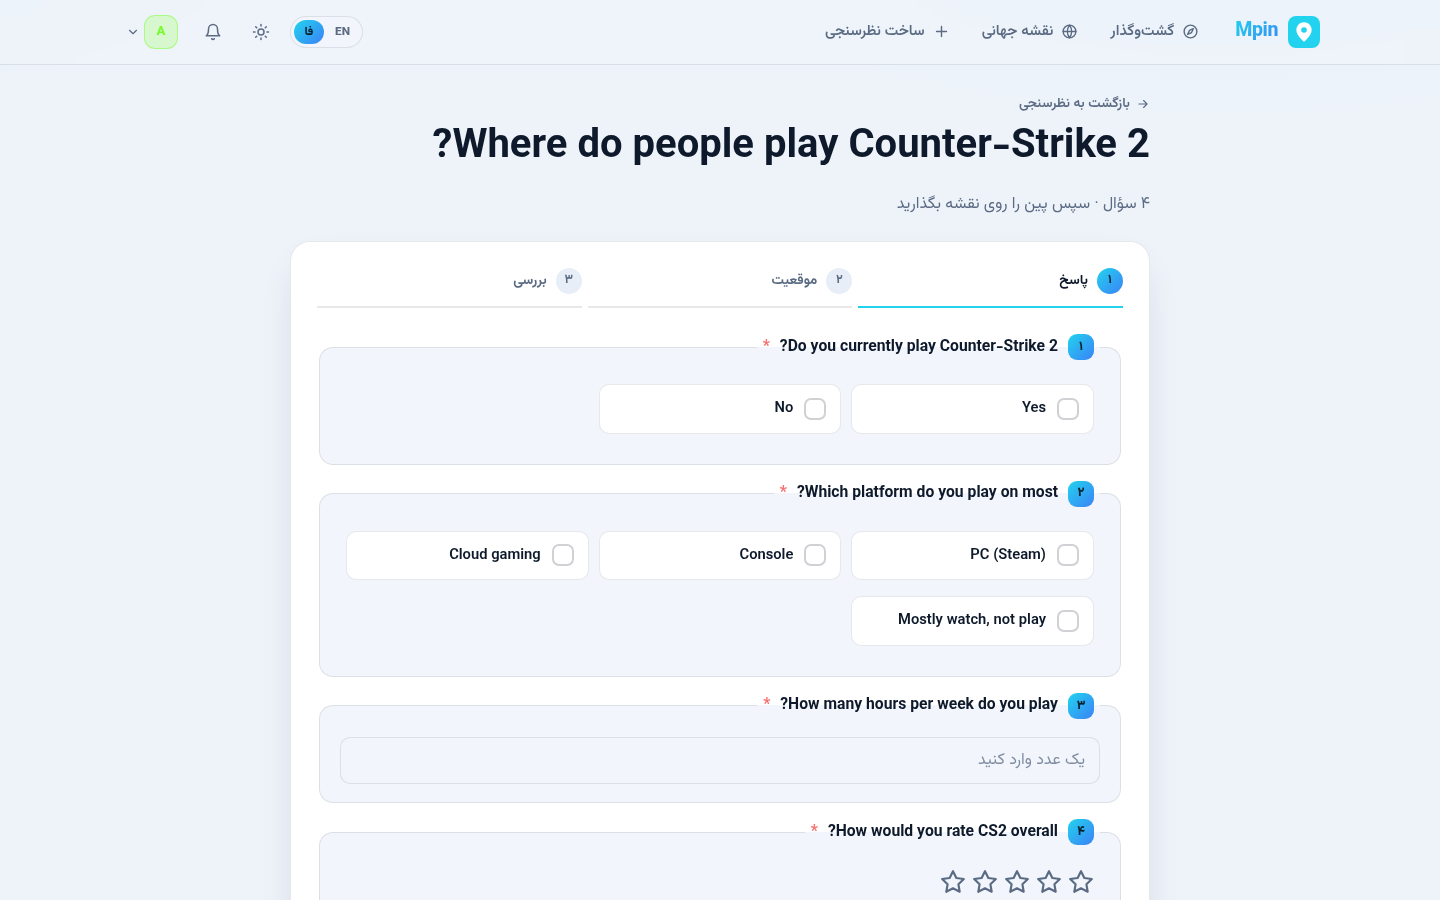 Mpin
گشت‌وگذار
نقشه جهانی
ساخت نظرسنجی
فا EN
A
بازگشت به نظرسنجی
Where do people play Counter-Strike 2?
۴ سؤال · سپس پین را روی نقشه بگذارید
۱ پاسخ
۲ موقعیت
۳ بررسی
۱ Do you currently play Counter-Strike 2? *
Yes
No
۲ Which platform do you play on most? *
PC (Steam)
Console
Cloud gaming
Mostly watch, not play
۳ How many hours per week do you play? *
یک عدد وارد کنید
۴ How would you rate CS2 overall? *